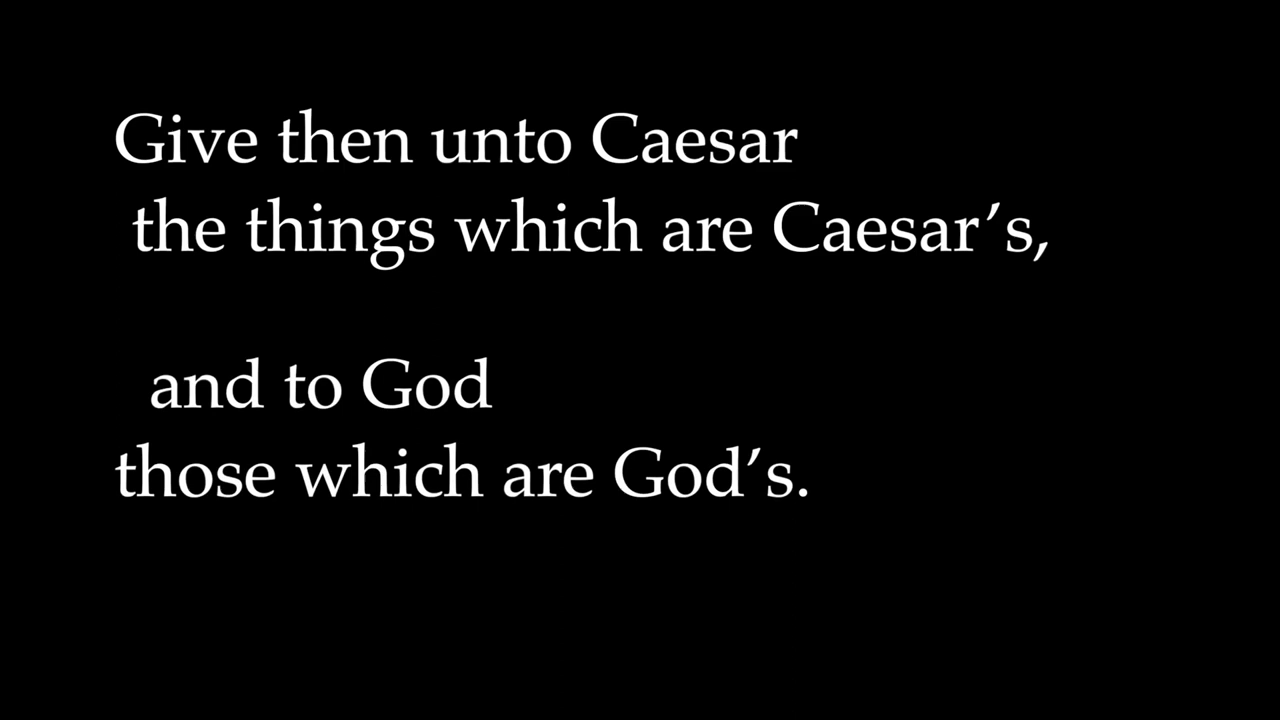 Give then unto Caesar
the things which are Caesar’s,
and to God
those which are God’s.